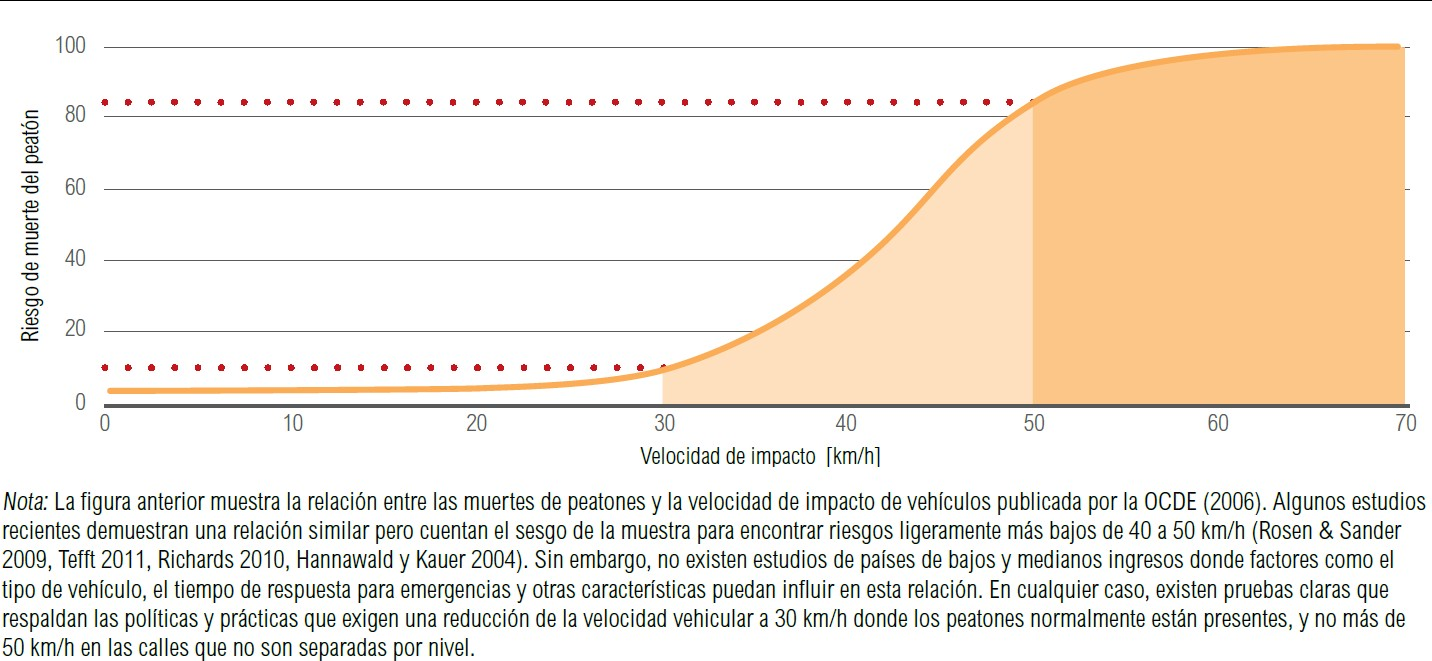 100
80
60
40
20
0
Riesgo de muerte del peatón
0 10 20 30 40 50 60 70
Velocidad de impacto [km/h]
Nota: La figura anterior muestra la relación entre las muertes de peatones y la velocidad de impacto de vehículos publicada por la OCDE (2006). Algunos estudios
recientes demuestran una relación similar pero cuentan el sesgo de la muestra para encontrar riesgos ligeramente más bajos de 40 a 50 km/h (Rosen & Sander
2009, Tefft 2011, Richards 2010, Hannawald y Kauer 2004). Sin embargo, no existen estudios de países de bajos y medianos ingresos donde factores como el
tipo de vehículo, el tiempo de respuesta para emergencias y otras características puedan influir en esta relación. En cualquier caso, existen pruebas claras que
respaldan las políticas y prácticas que exigen una reducción de la velocidad vehicular a 30 km/h donde los peatones normalmente están presentes, y no más de
50 km/h en las calles que no son separadas por nivel.